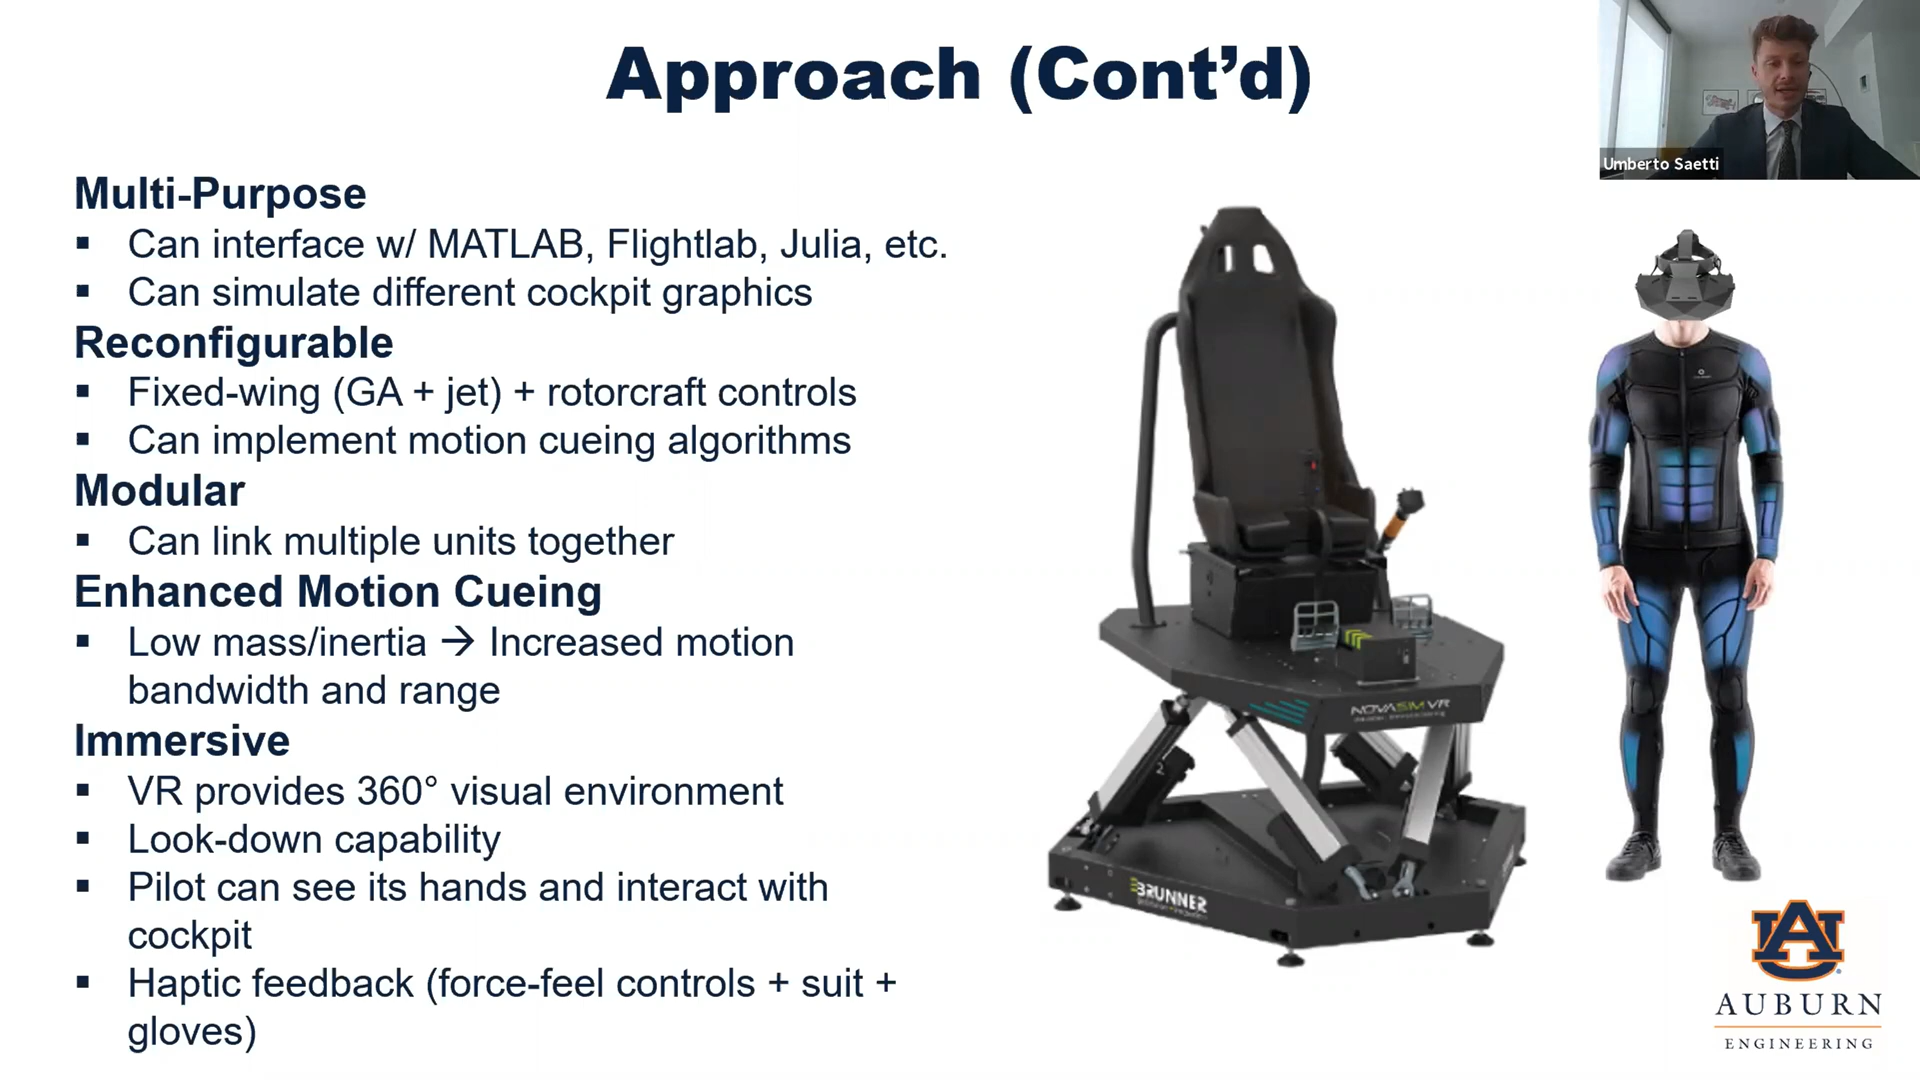 Approach (Cont’d)
Umberto Saetti
Multi-Purpose
▪ Can interface w/ MATLAB, Flightlab, Julia, etc.
▪ Can simulate different cockpit graphics
Reconfigurable
▪ Fixed-wing (GA + jet) + rotorcraft controls
▪ Can implement motion cueing algorithms
Modular
▪ Can link multiple units together
Enhanced Motion Cueing
▪ Low mass/inertia → Increased motion
bandwidth and range
Immersive
▪ VR provides 360° visual environment
▪ Look-down capability
▪ Pilot can see its hands and interact with
cockpit
▪ Haptic feedback (force-feel controls + suit +
gloves)
NOVASIM VR
2
BRUNNER
AU
AUBURN
ENGINEERING